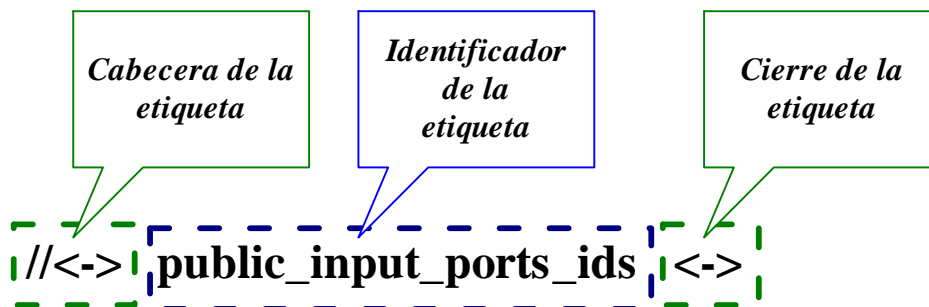 Cabecera de la
etiqueta
Identificador
de la
etiqueta
Cierre de la
etiqueta
//<-> public_input_ports_ids <->